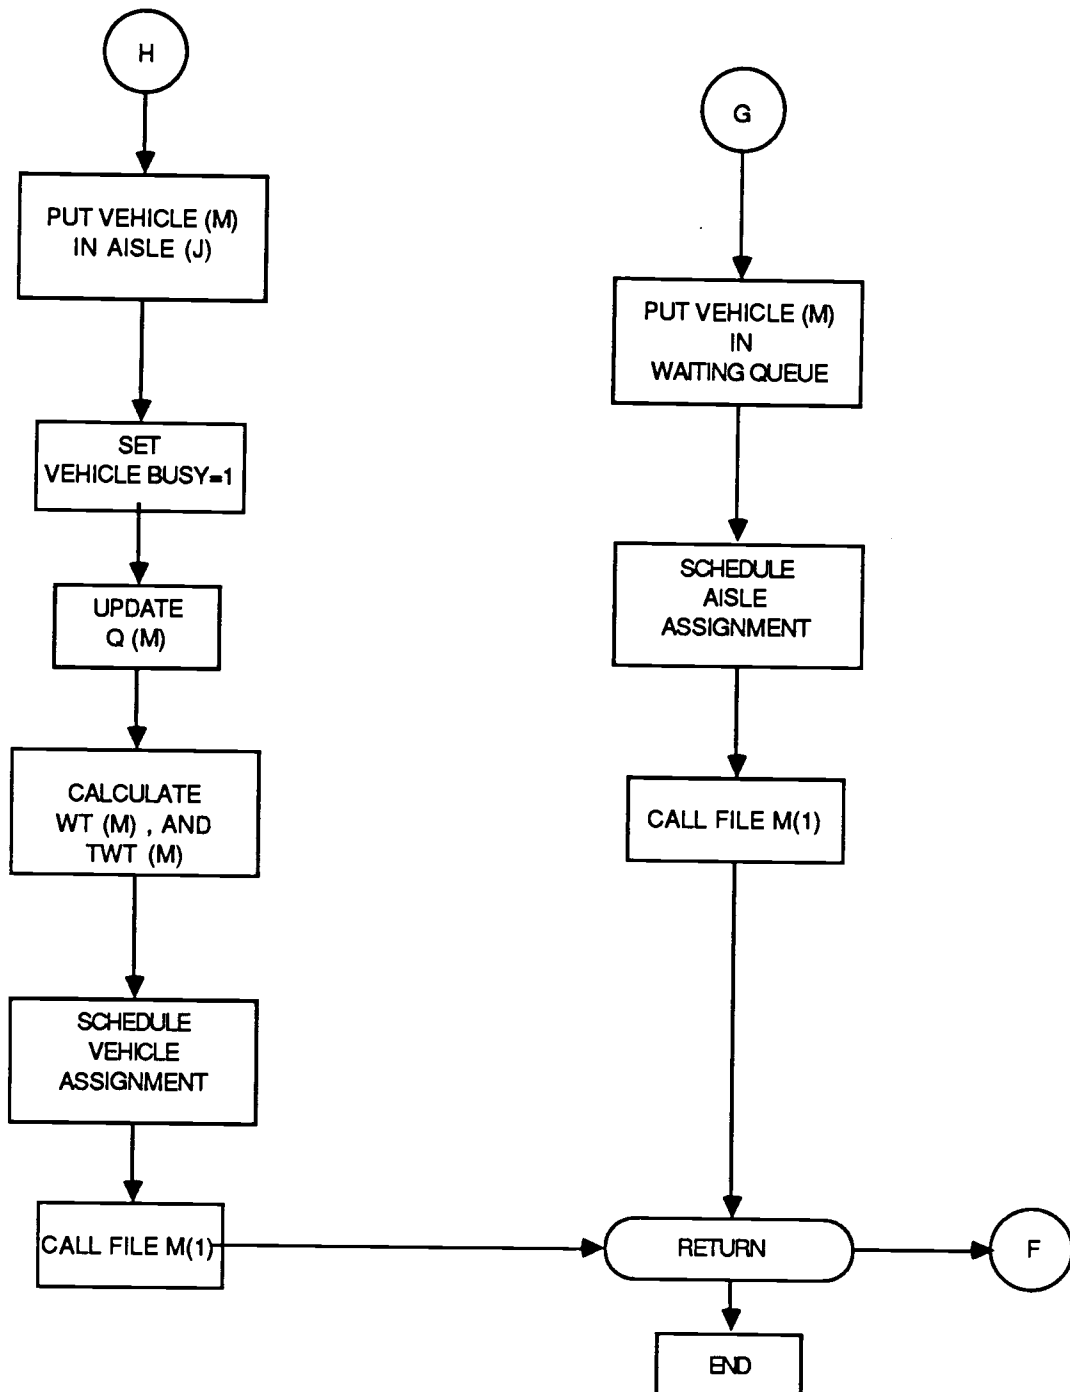 H
PUT VEHICLE (M)
IN AISLE (J)
SET
VEHICLE BUSY=1
UPDATE
Q (M)
CALCULATE
WT (M) , AND
TWT (M)
SCHEDULE
VEHICLE
ASSIGNMENT
CALL FILE M(1)
G
PUT VEHICLE (M)
IN
WAITING QUEUE
SCHEDULE
AISLE
ASSIGNMENT
CALL FILE M(1)
RETURN
F
END